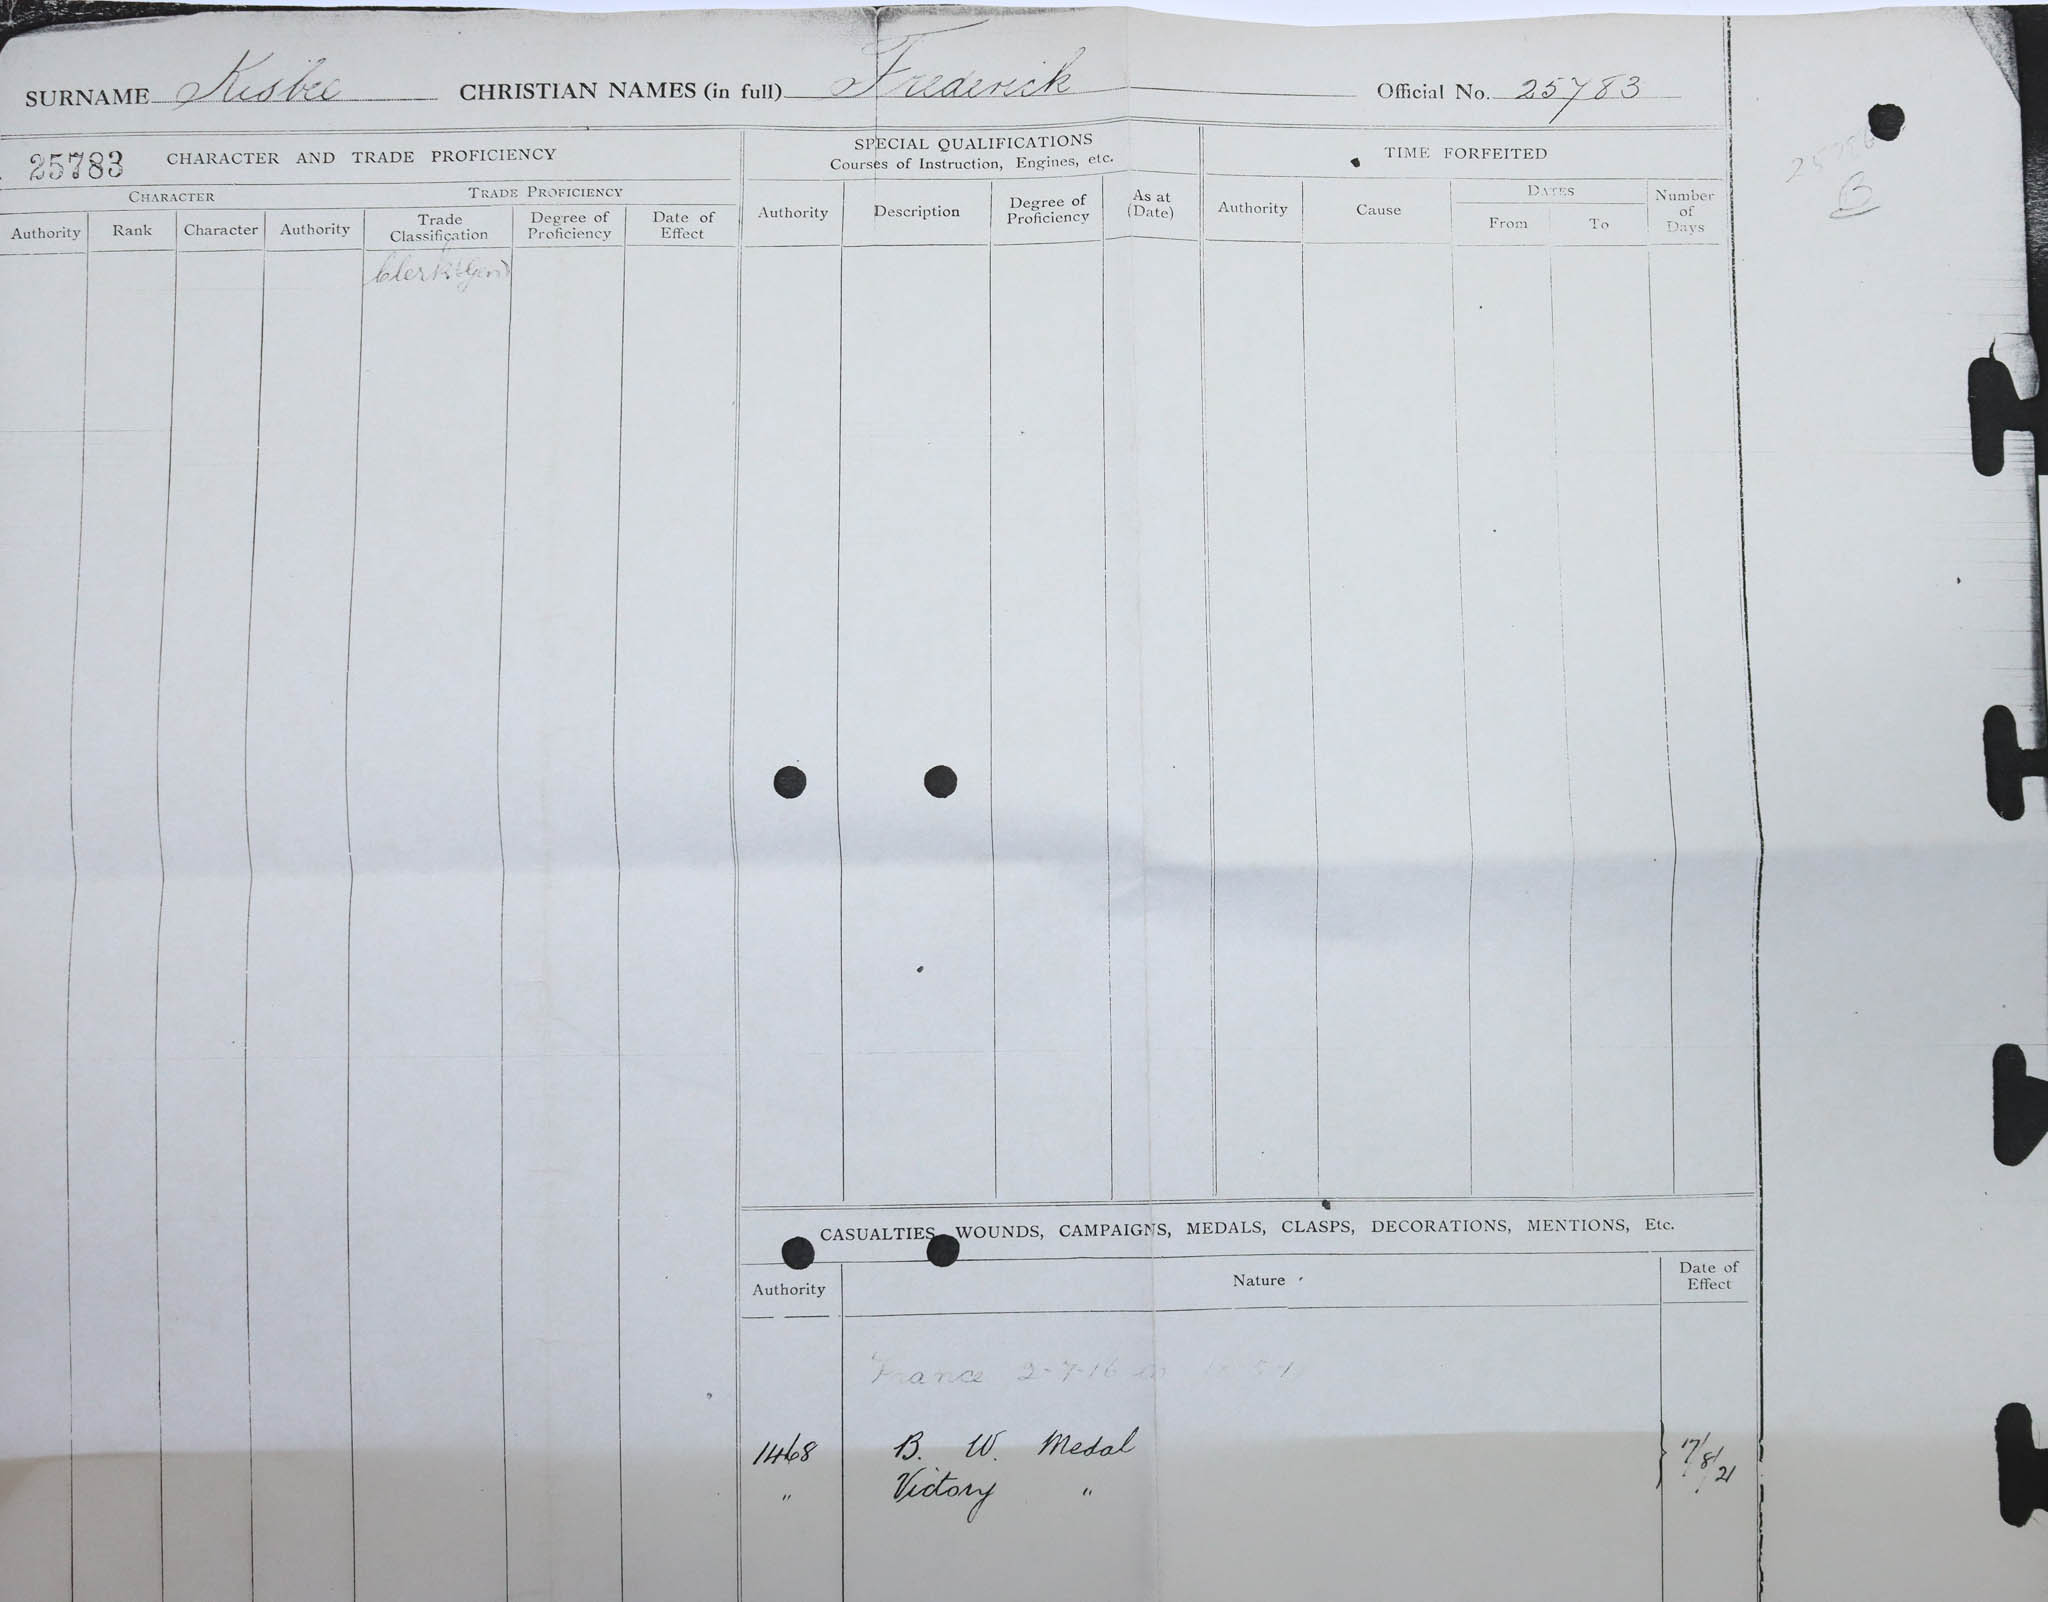 SURNAME Kisbee CHRISTIAN NAMES (in full) Frederick Official No. 25783
25783 CHARACTER AND TRADE PROFICIENCY
SPECIAL QUALIFICATIONS
Courses of Instruction, Engines, etc.
TIME FORFEITED
CHARACTER TRADE PROFICIENCY
Authority Rank Character Authority Trade Classification Degree of Proficiency Date of Effect
Authority Description Degree of Proficiency As at (Date)
Authority Cause DATES From To Number of Days
B
Clerk
CASUALTIES, WOUNDS, CAMPAIGNS, MEDALS, CLASPS, DECORATIONS, MENTIONS, Etc.
Authority Nature Date of Effect
France 2-7-16
1468 B. W. Medal 17/8/21
" Victory "